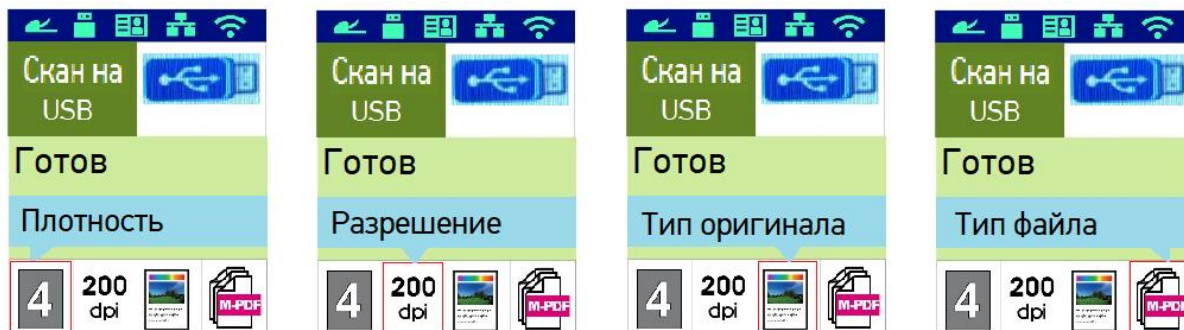 Скан на
USB
Готов
Плотность
4
200
dpi
M-PDF
Скан на
USB
Готов
Разрешение
4
200
dpi
M-PDF
Скан на
USB
Готов
Тип оригинала
4
200
dpi
M-PDF
Скан на
USB
Готов
Тип файла
4
200
dpi
M-PDF